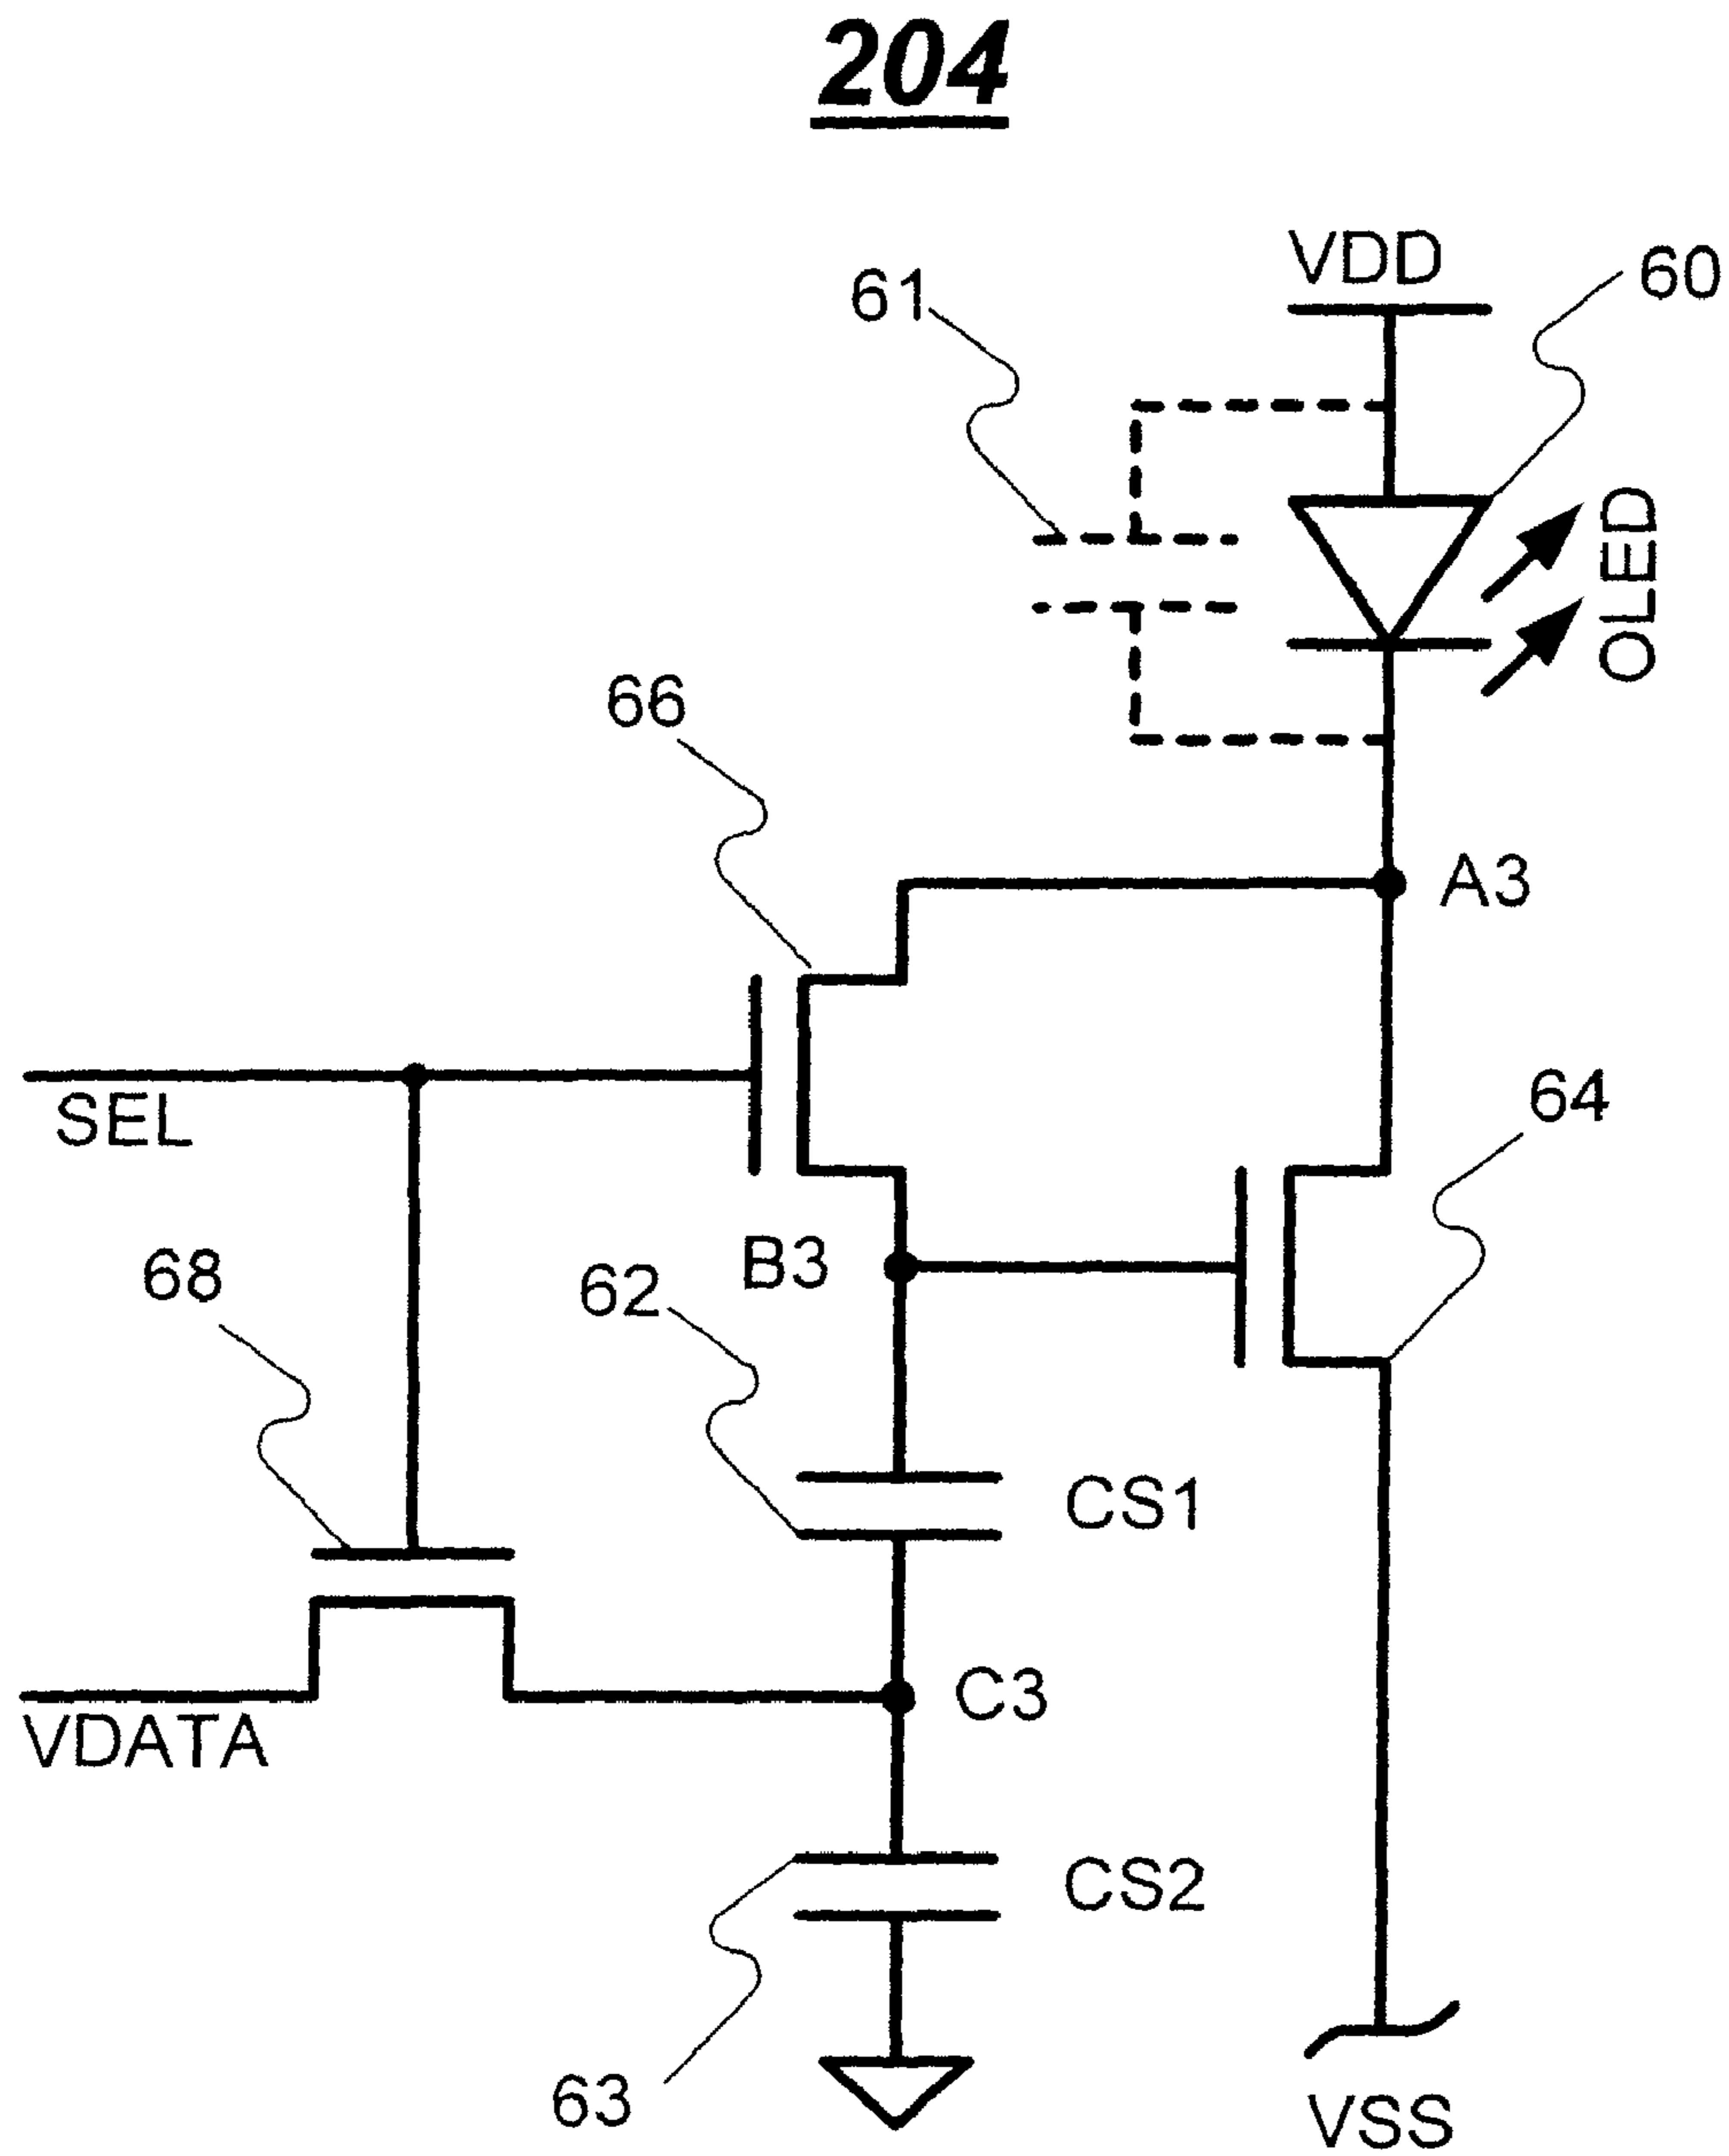 204
VDD
60
61
OLED
66
A3
SEL
64
B3
68
62
CS1
C3
VDATA
CS2
63
VSS